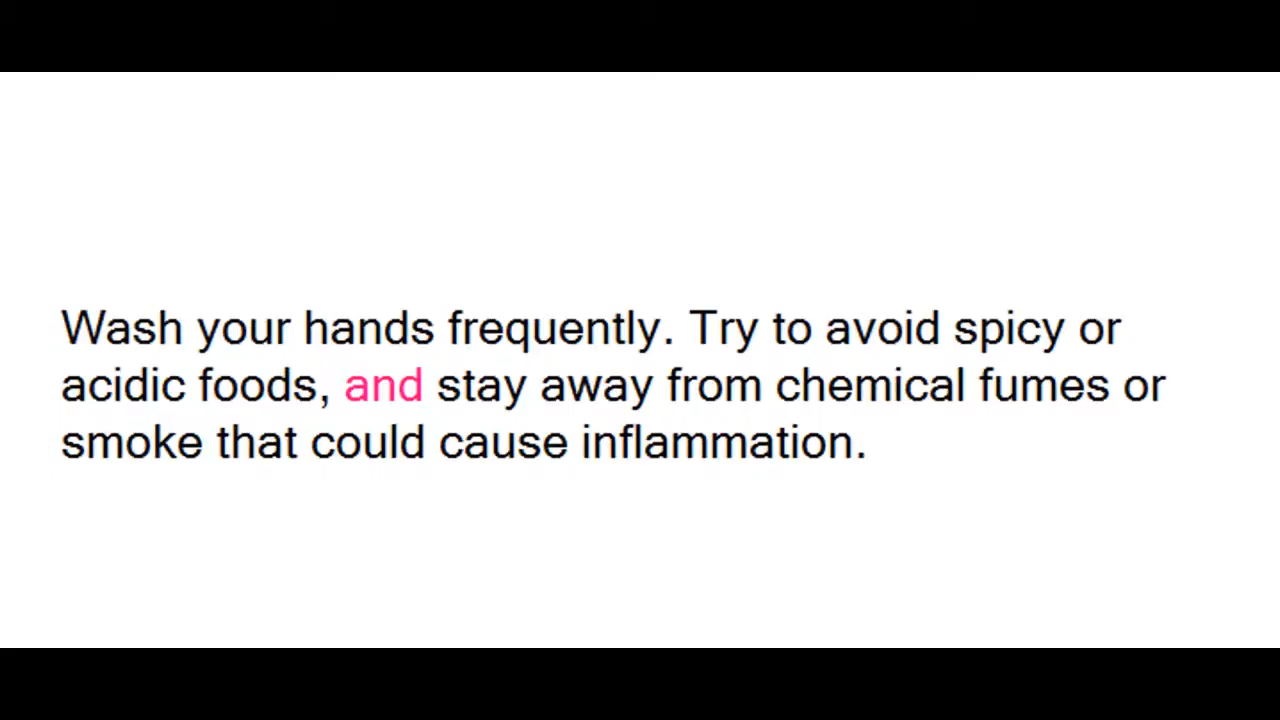 Wash your hands frequently. Try to avoid spicy or
acidic foods, and stay away from chemical fumes or
smoke that could cause inflammation.